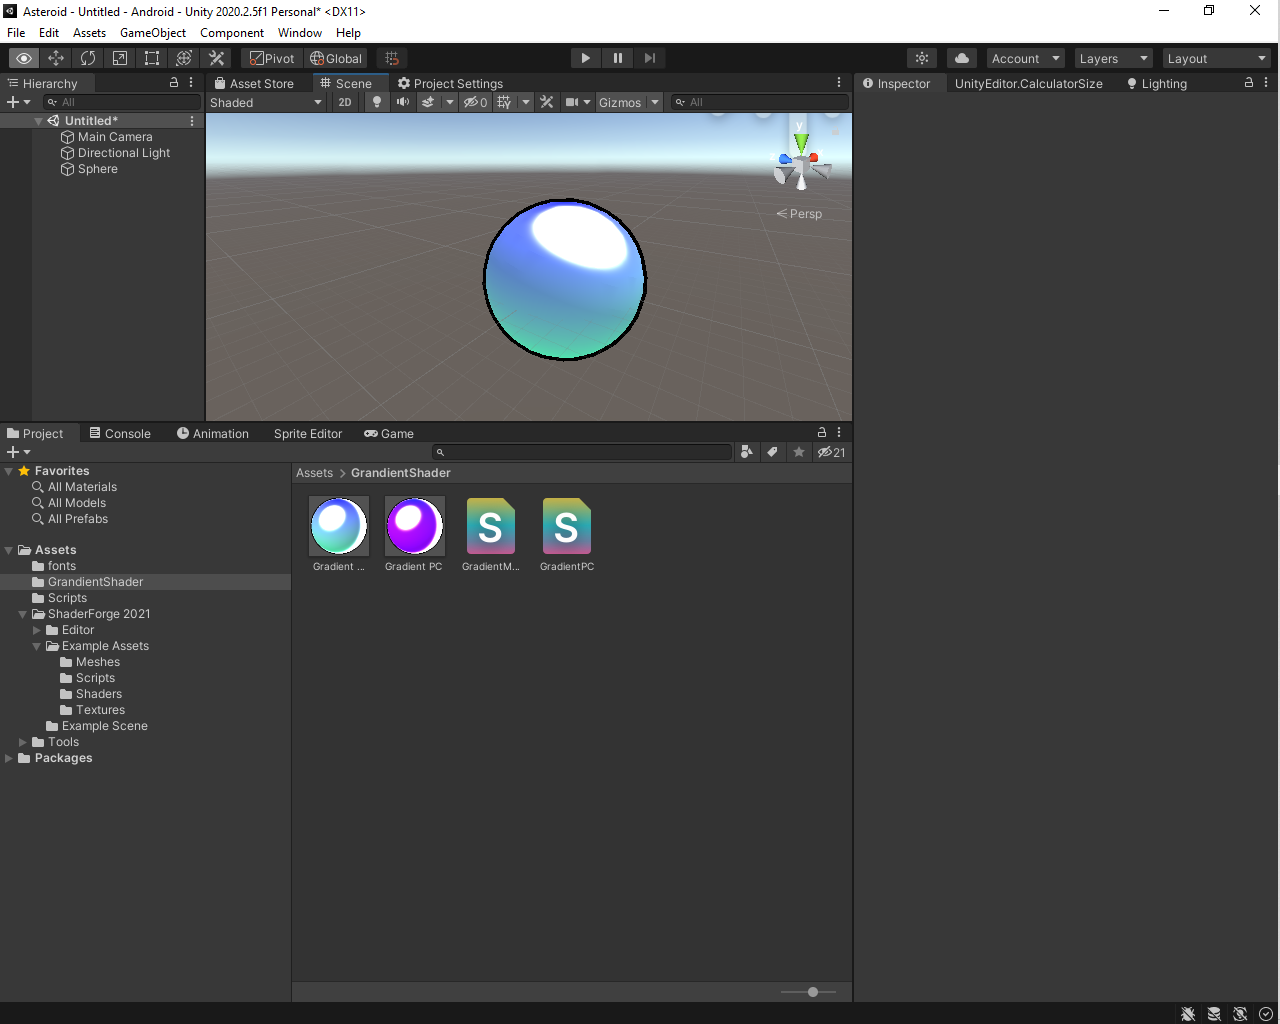 Asteroid - Untitled - Android - Unity 2020.2.5f1 Personal* <DX11>
File Edit Assets GameObject Component Window Help
Pivot Global Account Layers Layout
Hierarchy
All
Untitled*
Main Camera
Directional Light
Sphere
Asset Store Scene Project Settings
Shaded 2D 0 Gizmos All
y
Persp
Inspector UnityEditor.CalculatorSize Lighting
Project Console Animation Sprite Editor Game
21
Favorites
All Materials
All Models
All Prefabs
Assets
fonts
GrandientShader
Scripts
ShaderForge 2021
Editor
Example Assets
Meshes
Scripts
Shaders
Textures
Example Scene
Tools
Packages
Assets > GrandientShader
S S
Gradient ... Gradient PC GradientM... GradientPC